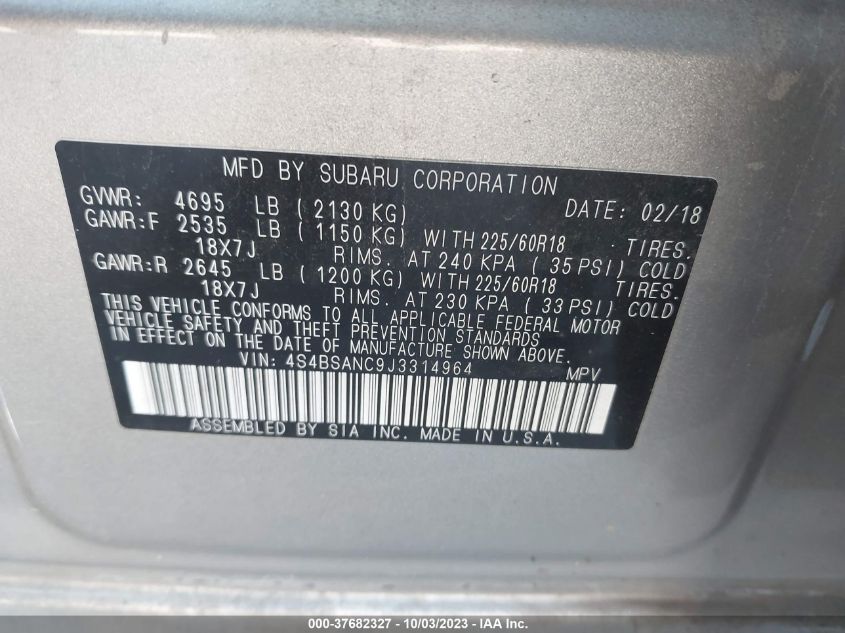 MFD BY SUBARU CORPORATION
GVWR: 4695 LB ( 2130 KG) DATE: 02/18
GAWR:F 2535 LB ( 1150 KG) WITH 225/60R18 TIRES.
18X7J RIMS. AT 240 KPA ( 35 PSI) COLD
GAWR:R 2645 LB ( 1200 KG) WITH 225/60R18 TIRES.
18X7J RIMS. AT 230 KPA ( 33 PSI) COLD
THIS VEHICLE CONFORMS TO ALL APPLICABLE FEDERAL MOTOR
VEHICLE SAFETY AND THEFT PREVENTION STANDARDS
IN EFFECT ON THE DATE OF MANUFACTURE SHOWN ABOVE.
VIN: 4S4BSANC9J3314964 MPV
ASSEMBLED BY SIA INC. MADE IN U.S.A.
000-37682327 - 10/03/2023 - IAA Inc.